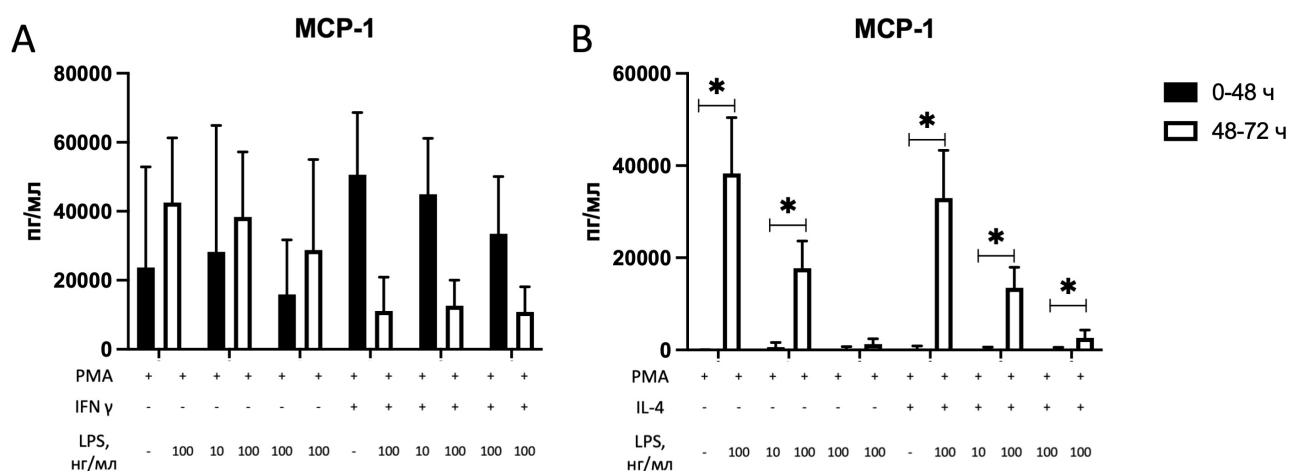 A
MCP-1
пг/мл
80000
60000
40000
20000
0
PMA + + + + + + + + + + + +
IFN γ - - - - - - + + + + + +
LPS, нг/мл - 100 10 100 100 100 - 100 10 100 100 100
B
MCP-1
пг/мл
60000
40000
20000
0
* * * * *
PMA + + + + + + + + + + + +
IL-4 - - - - - - + + + + + +
LPS, нг/мл - 100 10 100 100 100 - 100 10 100 100 100
0-48 ч
48-72 ч